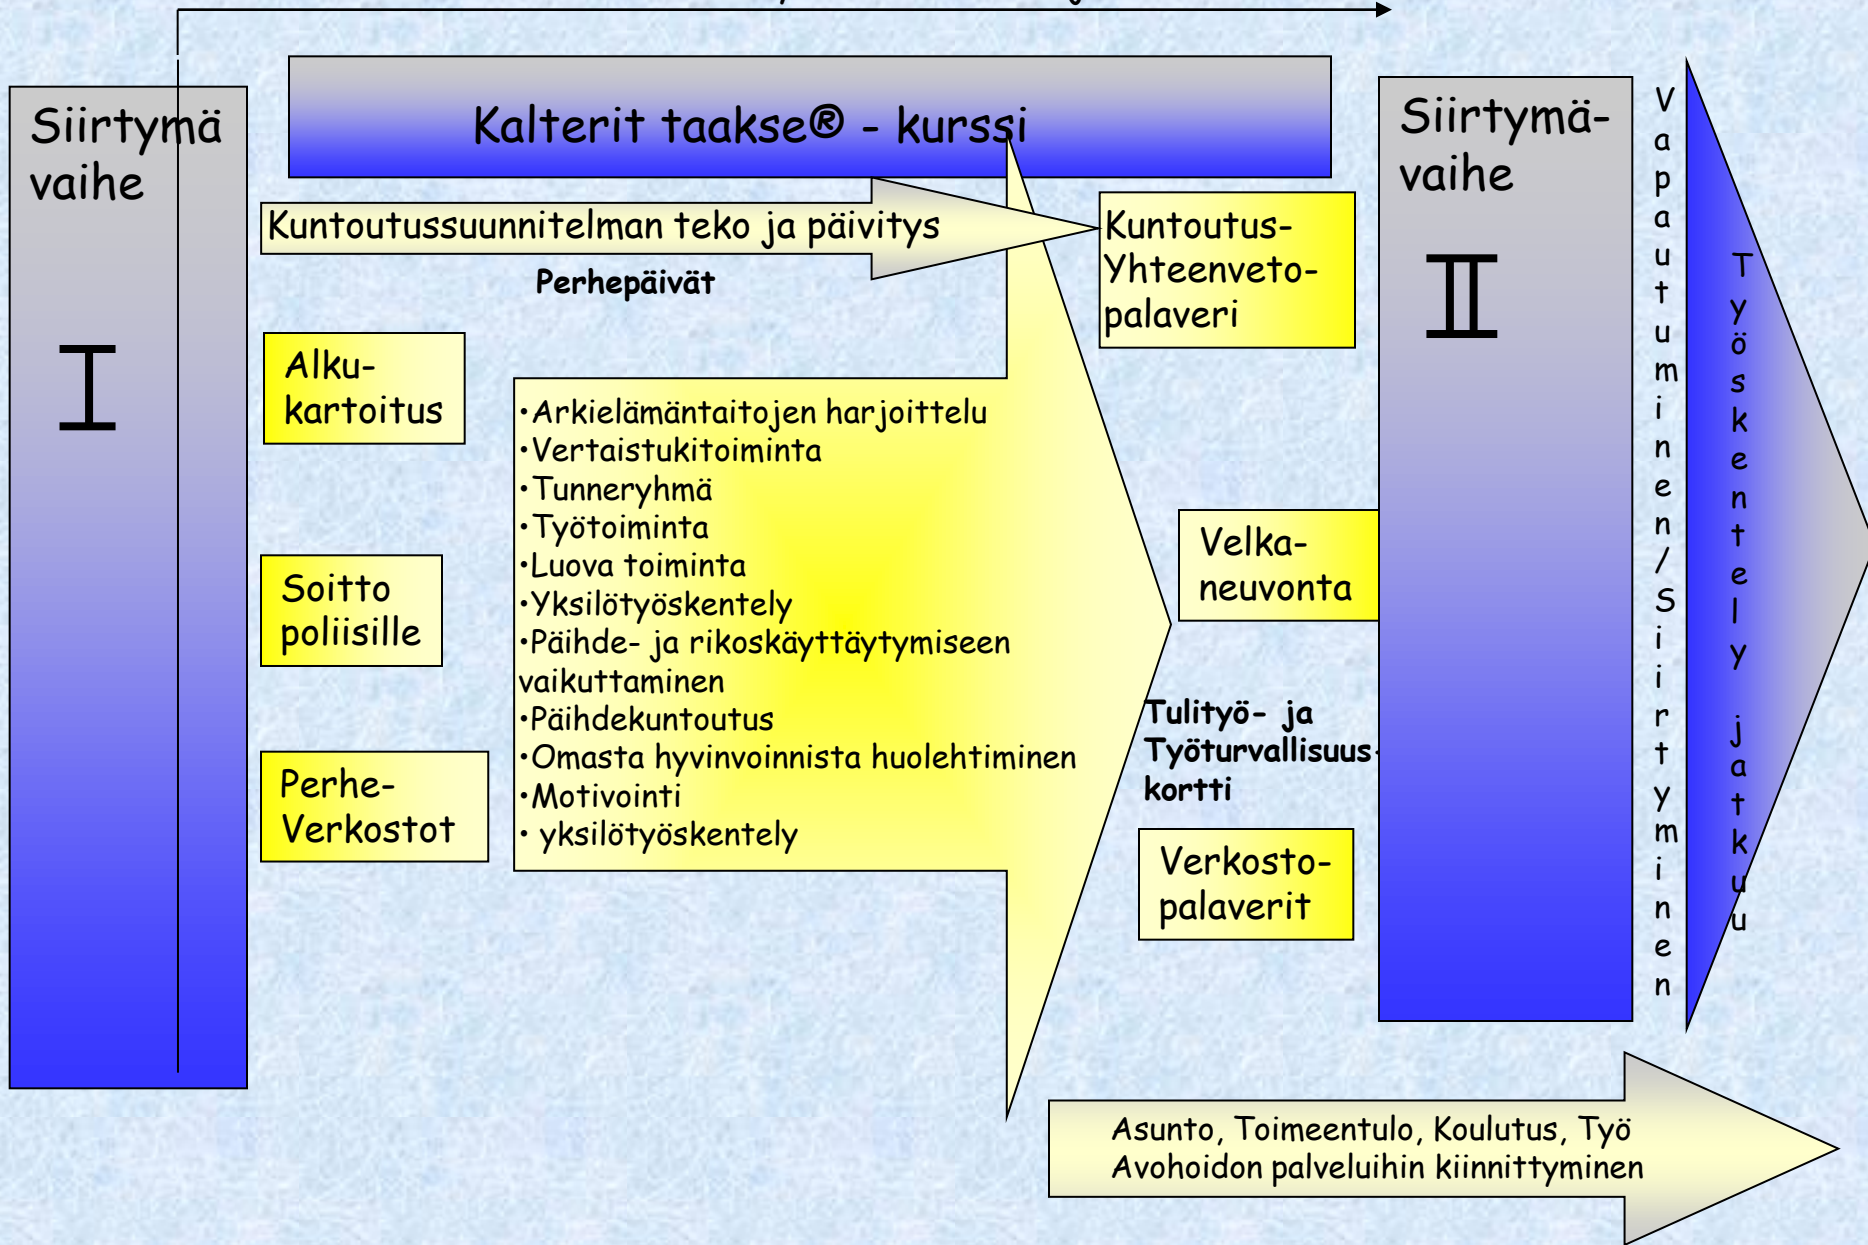 Siirtymä
vaihe
I
Kalterit taakse® - kurssi
Kuntoutussuunnitelman teko ja päivitys
Perhepäivät
Alku-
kartoitus
Soitto
poliisille
Perhe-
Verkostot
•Arkielämäntaitojen harjoittelu
•Vertaistukitoiminta
•Tunneryhmä
•Työtoiminta
•Luova toiminta
•Yksilötyöskentely
•Päihde- ja rikoskäyttäytymiseen
vaikuttaminen
•Päihdekuntoutus
•Omasta hyvinvoinnista huolehtiminen
•Motivointi
• yksilötyöskentely
Kuntoutus-
Yhteenveto-
palaveri
Velka-
neuvonta
Tulityö- ja
Työturvallisuus-
kortti
Verkosto-
palaverit
Siirtymä-
vaihe
II
Vapautuminen/Siirtyminen
Työskentely jatkuu
Asunto, Toimeentulo, Koulutus, Työ
Avohoidon palveluihin kiinnittyminen